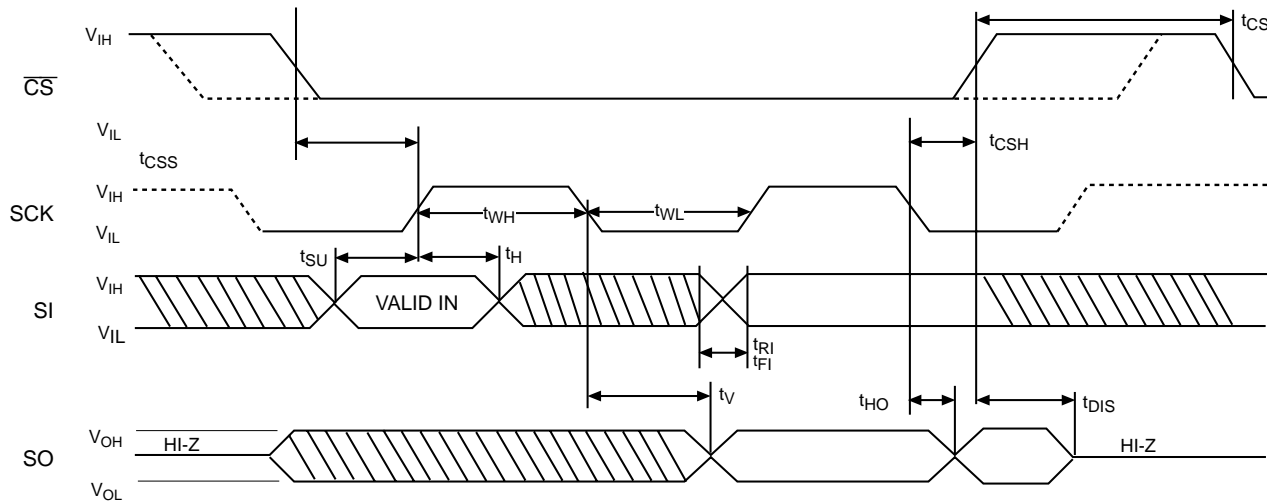 tCS
VIH
CS
VIL
tCSH
tCSS
VIH
SCK
tWH
tWL
VIL
tSU
tH
VIH
SI
VALID IN
VIL
tRI
tFI
tV
tHO
tDIS
VOH
HI-Z
HI-Z
SO
VOL